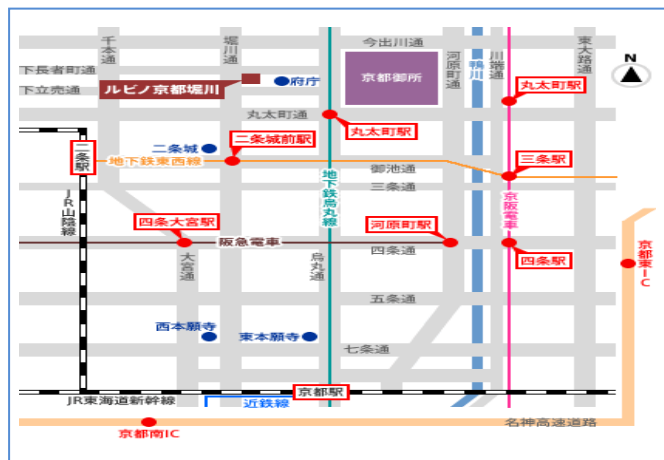 今出川通
千本通
堀川通
河原町通
鴨川
川端通
東大路通
N
下長者町通
府庁
京都御所
下立売通
ルビノ京都堀川
丸太町駅
丸太町通
丸太町駅
二条城
二条城前駅
二条駅
地下鉄東西線
御池通
三条駅
三条通
地下鉄烏丸線
JR山陰線
京阪電車
四条大宮駅
河原町駅
阪急電車
四条通
四条駅
大宮通
烏丸通
京都東IC
五条通
西本願寺
東本願寺
七条通
京都駅
JR東海道新幹線
近鉄線
京都南IC
名神高速道路